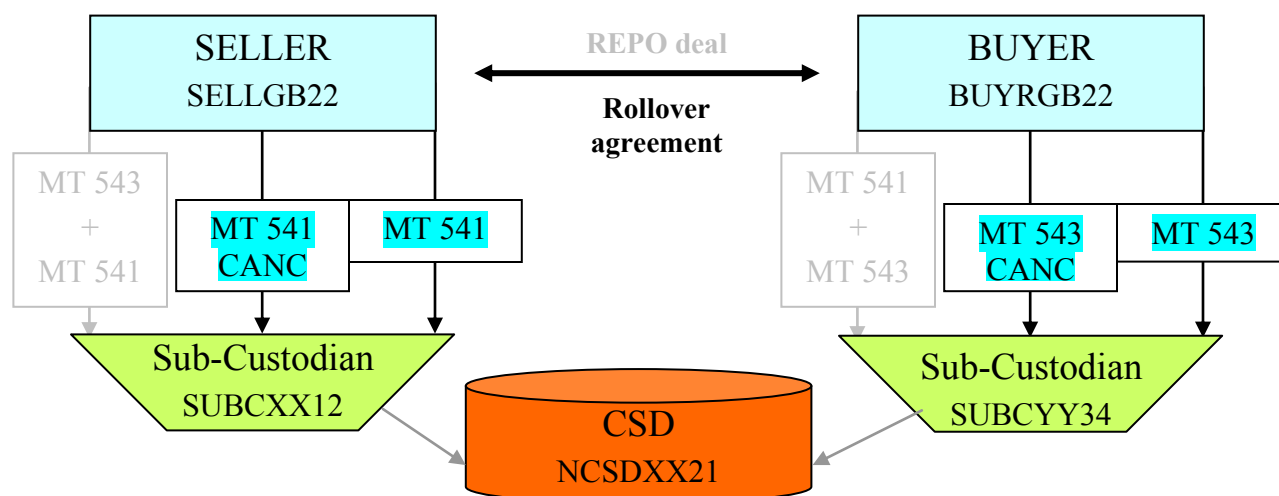 SELLER
SELLGB22
REPO deal
Rollover
agreement
BUYER
BUYRGB22
MT 543
+
MT 541
MT 541
CANC
MT 541
MT 541
+
MT 543
MT 543
CANC
MT 543
Sub-Custodian
SUBCXX12
CSD
NCSDXX21
Sub-Custodian
SUBCYY34